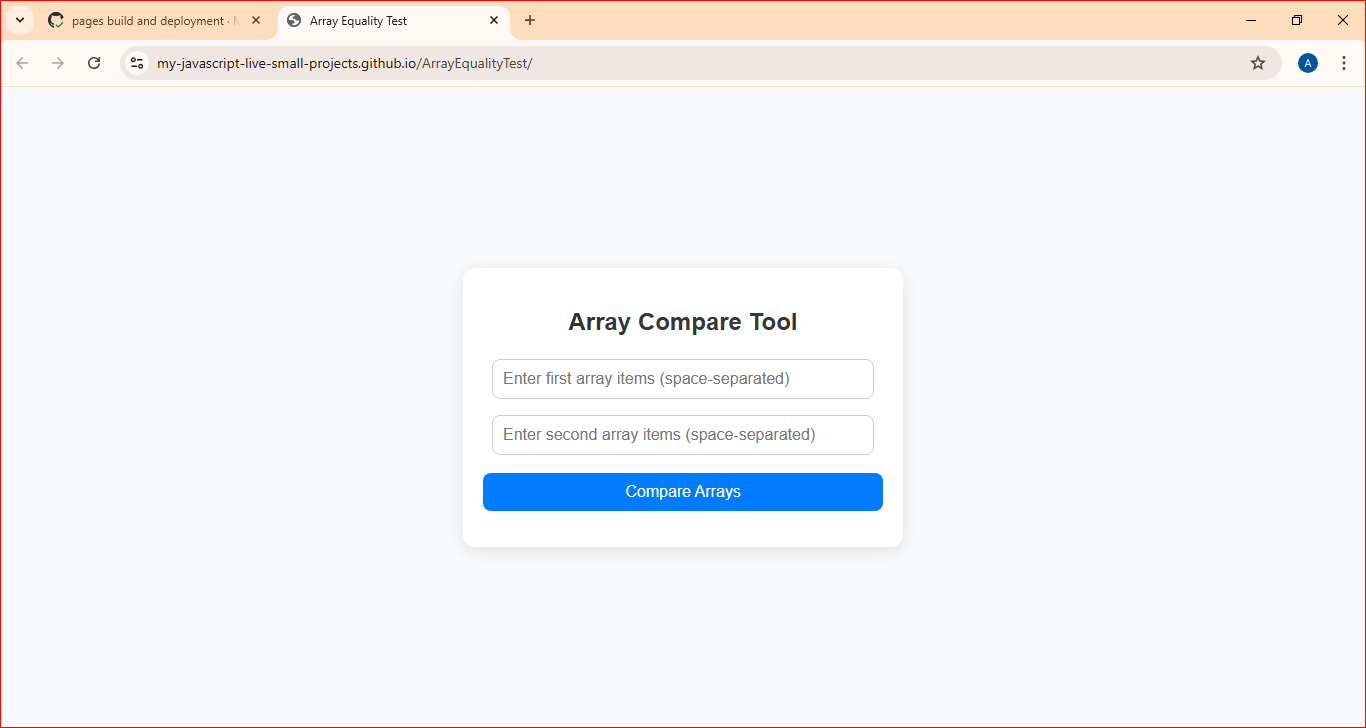 pages build and deployment ·
Array Equality Test
my-javascript-live-small-projects.github.io/ArrayEqualityTest/
A
Array Compare Tool
Enter first array items (space-separated)
Enter second array items (space-separated)
Compare Arrays